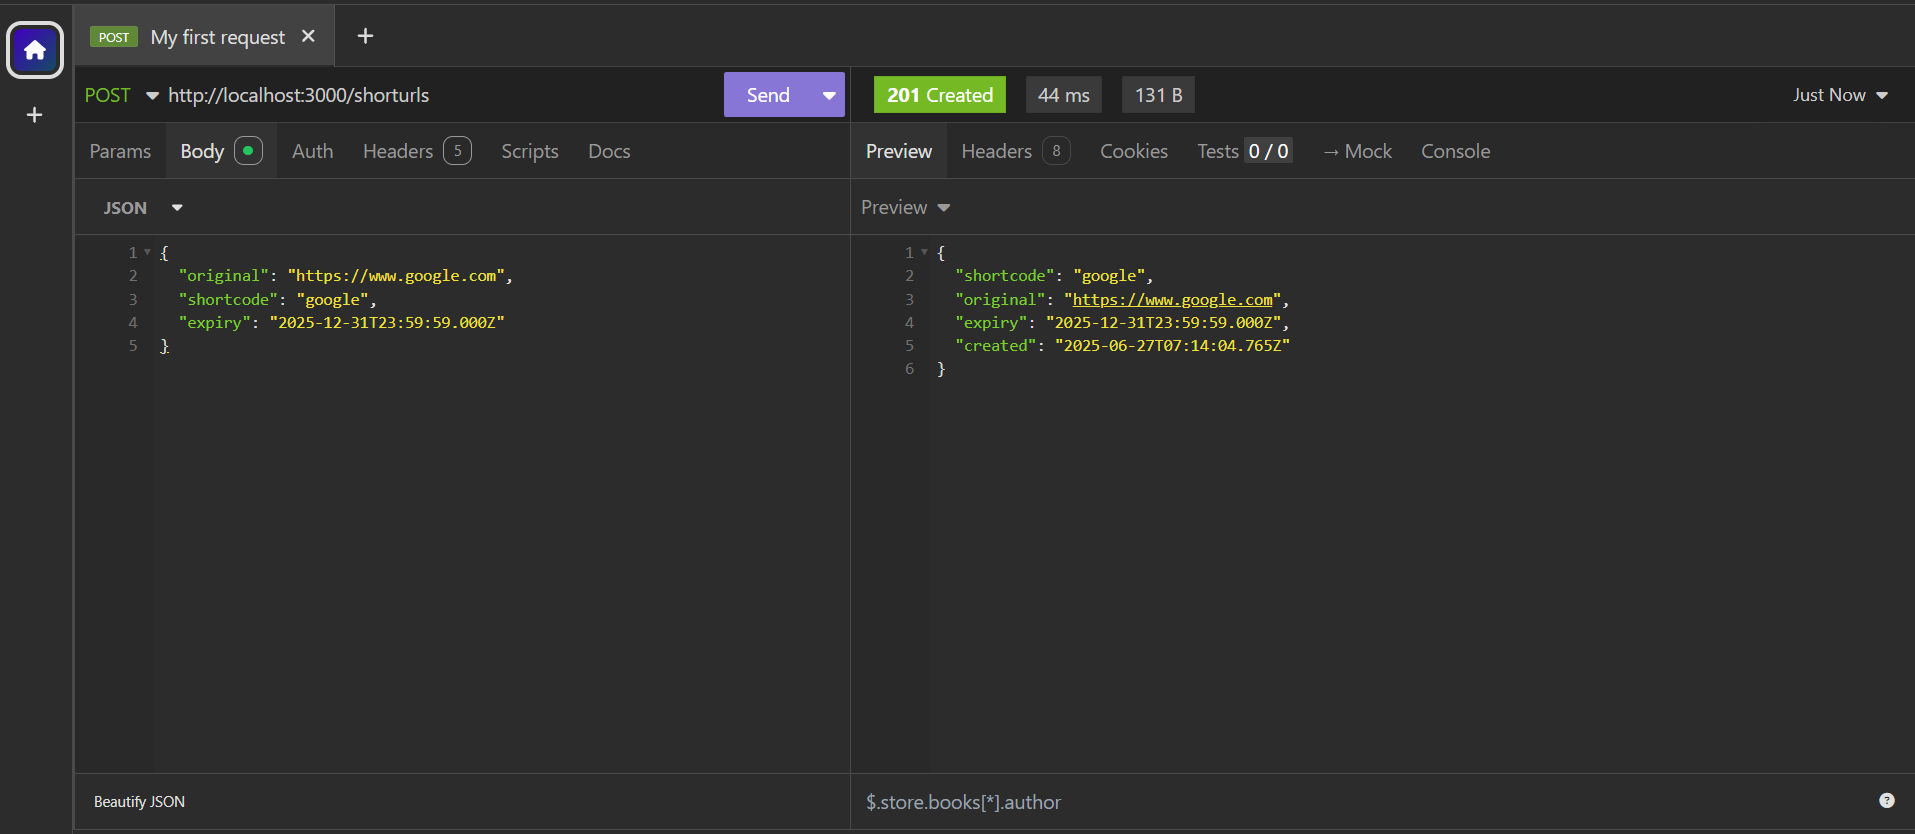 POST My first request
POST http://localhost:3000/shorturls Send
201 Created 44 ms 131 B Just Now
Params Body Auth Headers 5 Scripts Docs
Preview Headers 8 Cookies Tests 0 / 0 → Mock Console
JSON
Preview
1 {
2 "original": "https://www.google.com",
3 "shortcode": "google",
4 "expiry": "2025-12-31T23:59:59.000Z"
5 }
1 {
2 "shortcode": "google",
3 "original": "https://www.google.com",
4 "expiry": "2025-12-31T23:59:59.000Z",
5 "created": "2025-06-27T07:14:04.765Z"
6 }
Beautify JSON
$.store.books[*].author ?